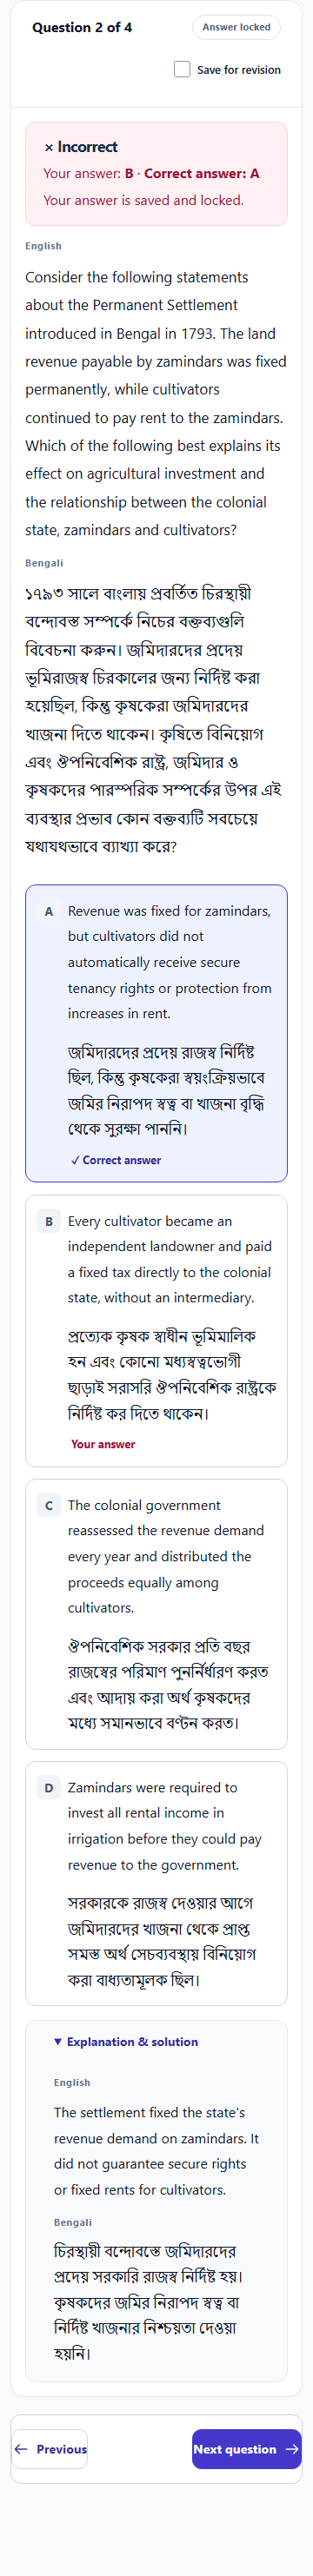 Question 2 of 4
Answer locked
Save for revision
× Incorrect
Your answer: B · Correct answer: A
Your answer is saved and locked.
English
Consider the following statements
about the Permanent Settlement
introduced in Bengal in 1793. The land
revenue payable by zamindars was fixed
permanently, while cultivators
continued to pay rent to the zamindars.
Which of the following best explains its
effect on agricultural investment and
the relationship between the colonial
state, zamindars and cultivators?
Bengali
১৭৯৩ সালে বাংলায় প্রবর্তিত চিরস্থায়ী
বন্দোবস্ত সম্পর্কে নিচের বক্তব্যগুলি
বিবেচনা করুন। জমিদারদের প্রদেয়
ভূমিরাজস্ব চিরকালের জন্য নির্দিষ্ট করা
হয়েছিল, কিন্তু কৃষকেরা জমিদারদের
খাজনা দিতে থাকেন। কৃষিতে বিনিয়োগ
এবং ঔপনিবেশিক রাষ্ট্র, জমিদার ও
কৃষকদের পারস্পরিক সম্পর্কের উপর এই
ব্যবস্থার প্রভাব কোন বক্তব্যটি সবচেয়ে
যথাযথভাবে ব্যাখ্যা করে?
A Revenue was fixed for zamindars,
but cultivators did not
automatically receive secure
tenancy rights or protection from
increases in rent.
জমিদারদের প্রদেয় রাজস্ব নির্দিষ্ট
ছিল, কিন্তু কৃষকেরা স্বয়ংক্রিয়ভাবে
জমির নিরাপদ স্বত্ব বা খাজনা বৃদ্ধি
থেকে সুরক্ষা পাননি।
✓ Correct answer
B Every cultivator became an
independent landowner and paid
a fixed tax directly to the colonial
state, without an intermediary.
প্রত্যেক কৃষক স্বাধীন ভূমিমালিক
হন এবং কোনো মধ্যস্বত্বভোগী
ছাড়াই সরাসরি ঔপনিবেশিক রাষ্ট্রকে
নির্দিষ্ট কর দিতে থাকেন।
Your answer
C The colonial government
reassessed the revenue demand
every year and distributed the
proceeds equally among
cultivators.
ঔপনিবেশিক সরকার প্রতি বছর
রাজস্বের পরিমাণ পুনর্নির্ধারণ করত
এবং আদায় করা অর্থ কৃষকদের
মধ্যে সমানভাবে বণ্টন করত।
D Zamindars were required to
invest all rental income in
irrigation before they could pay
revenue to the government.
সরকারকে রাজস্ব দেওয়ার আগে
জমিদারদের খাজনা থেকে প্রাপ্ত
সমস্ত অর্থ সেচব্যবস্থায় বিনিয়োগ
করা বাধ্যতামূলক ছিল।
▼ Explanation & solution
English
The settlement fixed the state's
revenue demand on zamindars. It
did not guarantee secure rights
or fixed rents for cultivators.
Bengali
চিরস্থায়ী বন্দোবস্তে জমিদারদের
প্রদেয় সরকারি রাজস্ব নির্দিষ্ট হয়।
কৃষকদের জমির নিরাপদ স্বত্ব বা
নির্দিষ্ট খাজনার নিশ্চয়তা দেওয়া
হয়নি।
← Previous
Next question →